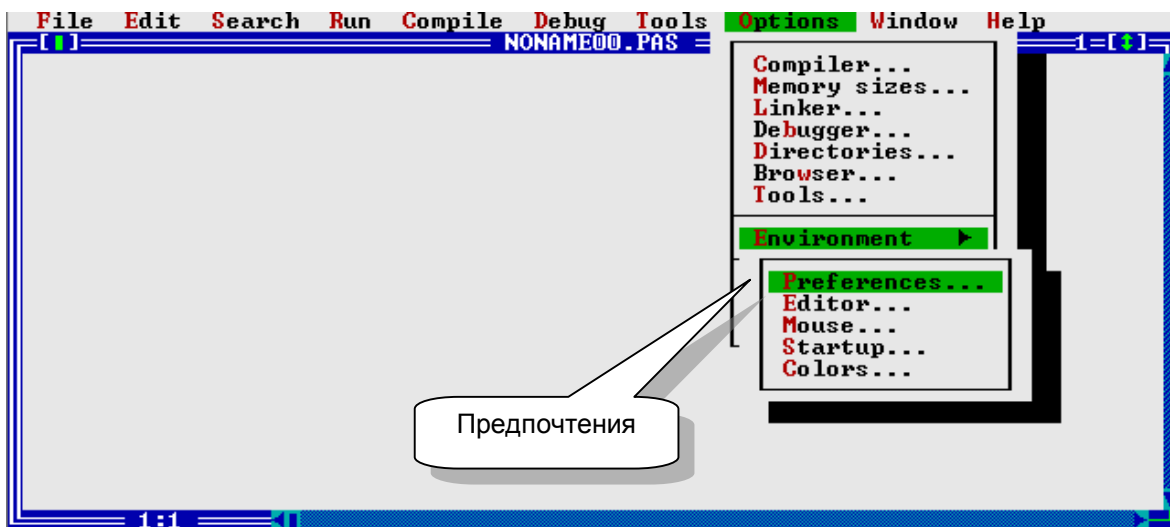 File Edit Search Run Compile Debug Tools Options Window Help
NONAME00.PAS 1=[↕]
Compiler...
Memory sizes...
Linker...
Debugger...
Directories...
Browser...
Tools...
Environment ►
Preferences...
Editor...
Mouse...
Startup...
Colors...
Предпочтения
1:1